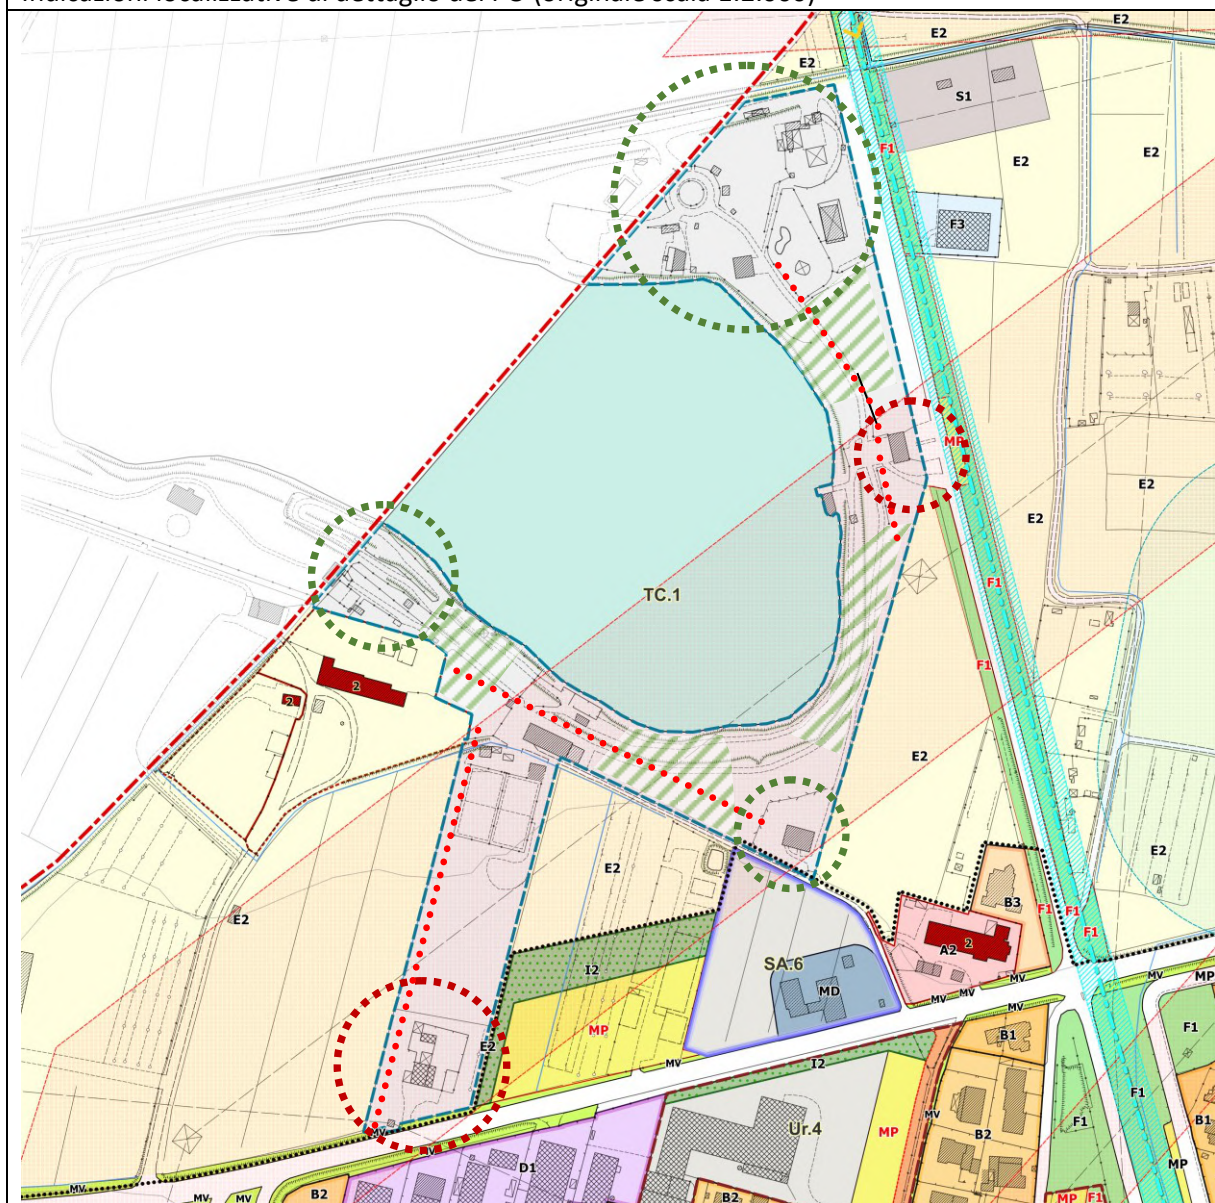 Indicazioni localizzative di dettaglio del PO (originale scala 1:2.000)
E2
E2
E2
S1
F1
E2
E2
F3
MP
E2
E2
TC.1
F1
F1
2
2
E2
E2
E2
E2
B3
F1
F1
F1
2
A2
I2
SA.6
MD
MV
MV
MV
MP
MP
E2
I2
MV
B1
F1
F1
MV
Ur.4
MP
B2
F1
B1
MV
MV
D1
MP
MV
MV
MV
B2
B2
MP
F1